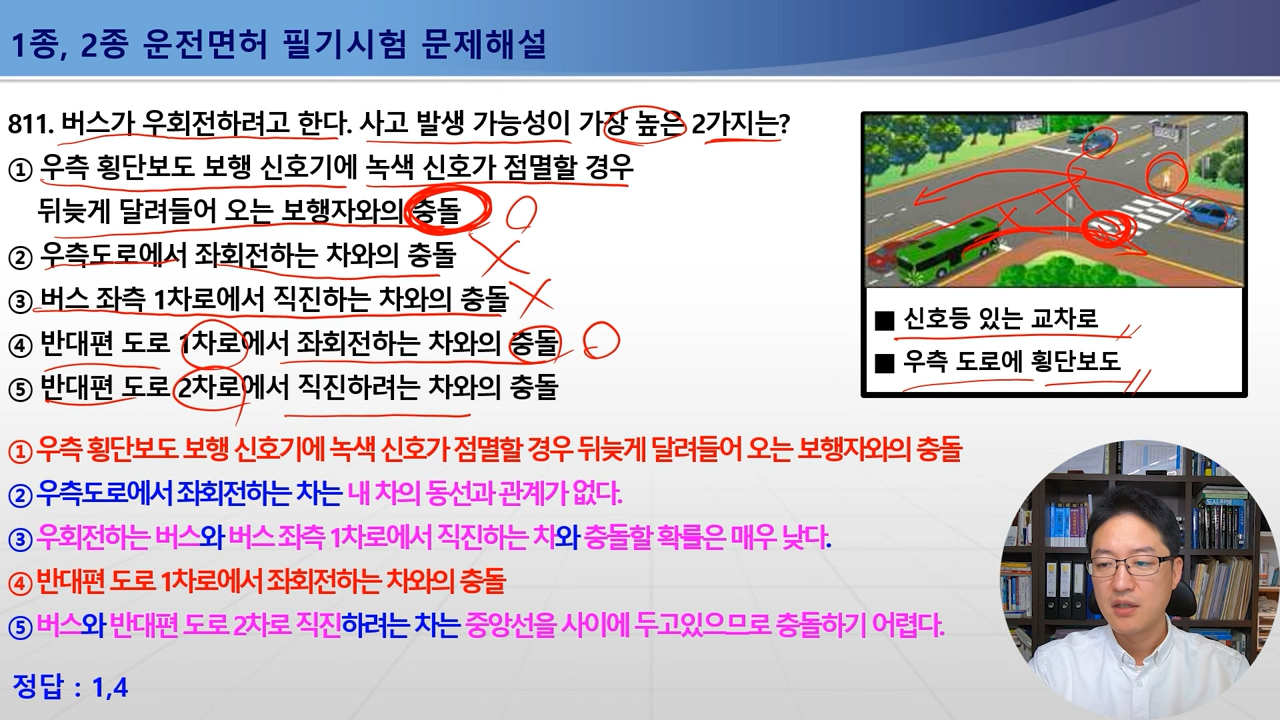 1종, 2종 운전면허 필기시험 문제해설
811. 버스가 우회전하려고 한다. 사고 발생 가능성이 가장 높은 2가지는?
① 우측 횡단보도 보행 신호기에 녹색 신호가 점멸할 경우
뒤늦게 달려들어 오는 보행자와의 충돌
② 우측도로에서 좌회전하는 차와의 충돌
③ 버스 좌측 1차로에서 직진하는 차와의 충돌
④ 반대편 도로 1차로에서 좌회전하는 차와의 충돌
⑤ 반대편 도로 2차로에서 직진하려는 차와의 충돌
■ 신호등 있는 교차로
■ 우측 도로에 횡단보도
① 우측 횡단보도 보행 신호기에 녹색 신호가 점멸할 경우 뒤늦게 달려들어 오는 보행자와의 충돌
② 우측도로에서 좌회전하는 차는 내 차의 동선과 관계가 없다.
③ 우회전하는 버스와 버스 좌측 1차로에서 직진하는 차와 충돌할 확률은 매우 낮다.
④ 반대편 도로 1차로에서 좌회전하는 차와의 충돌
⑤ 버스와 반대편 도로 2차로 직진하려는 차는 중앙선을 사이에 두고있으므로 충돌하기 어렵다.
정답 : 1,4